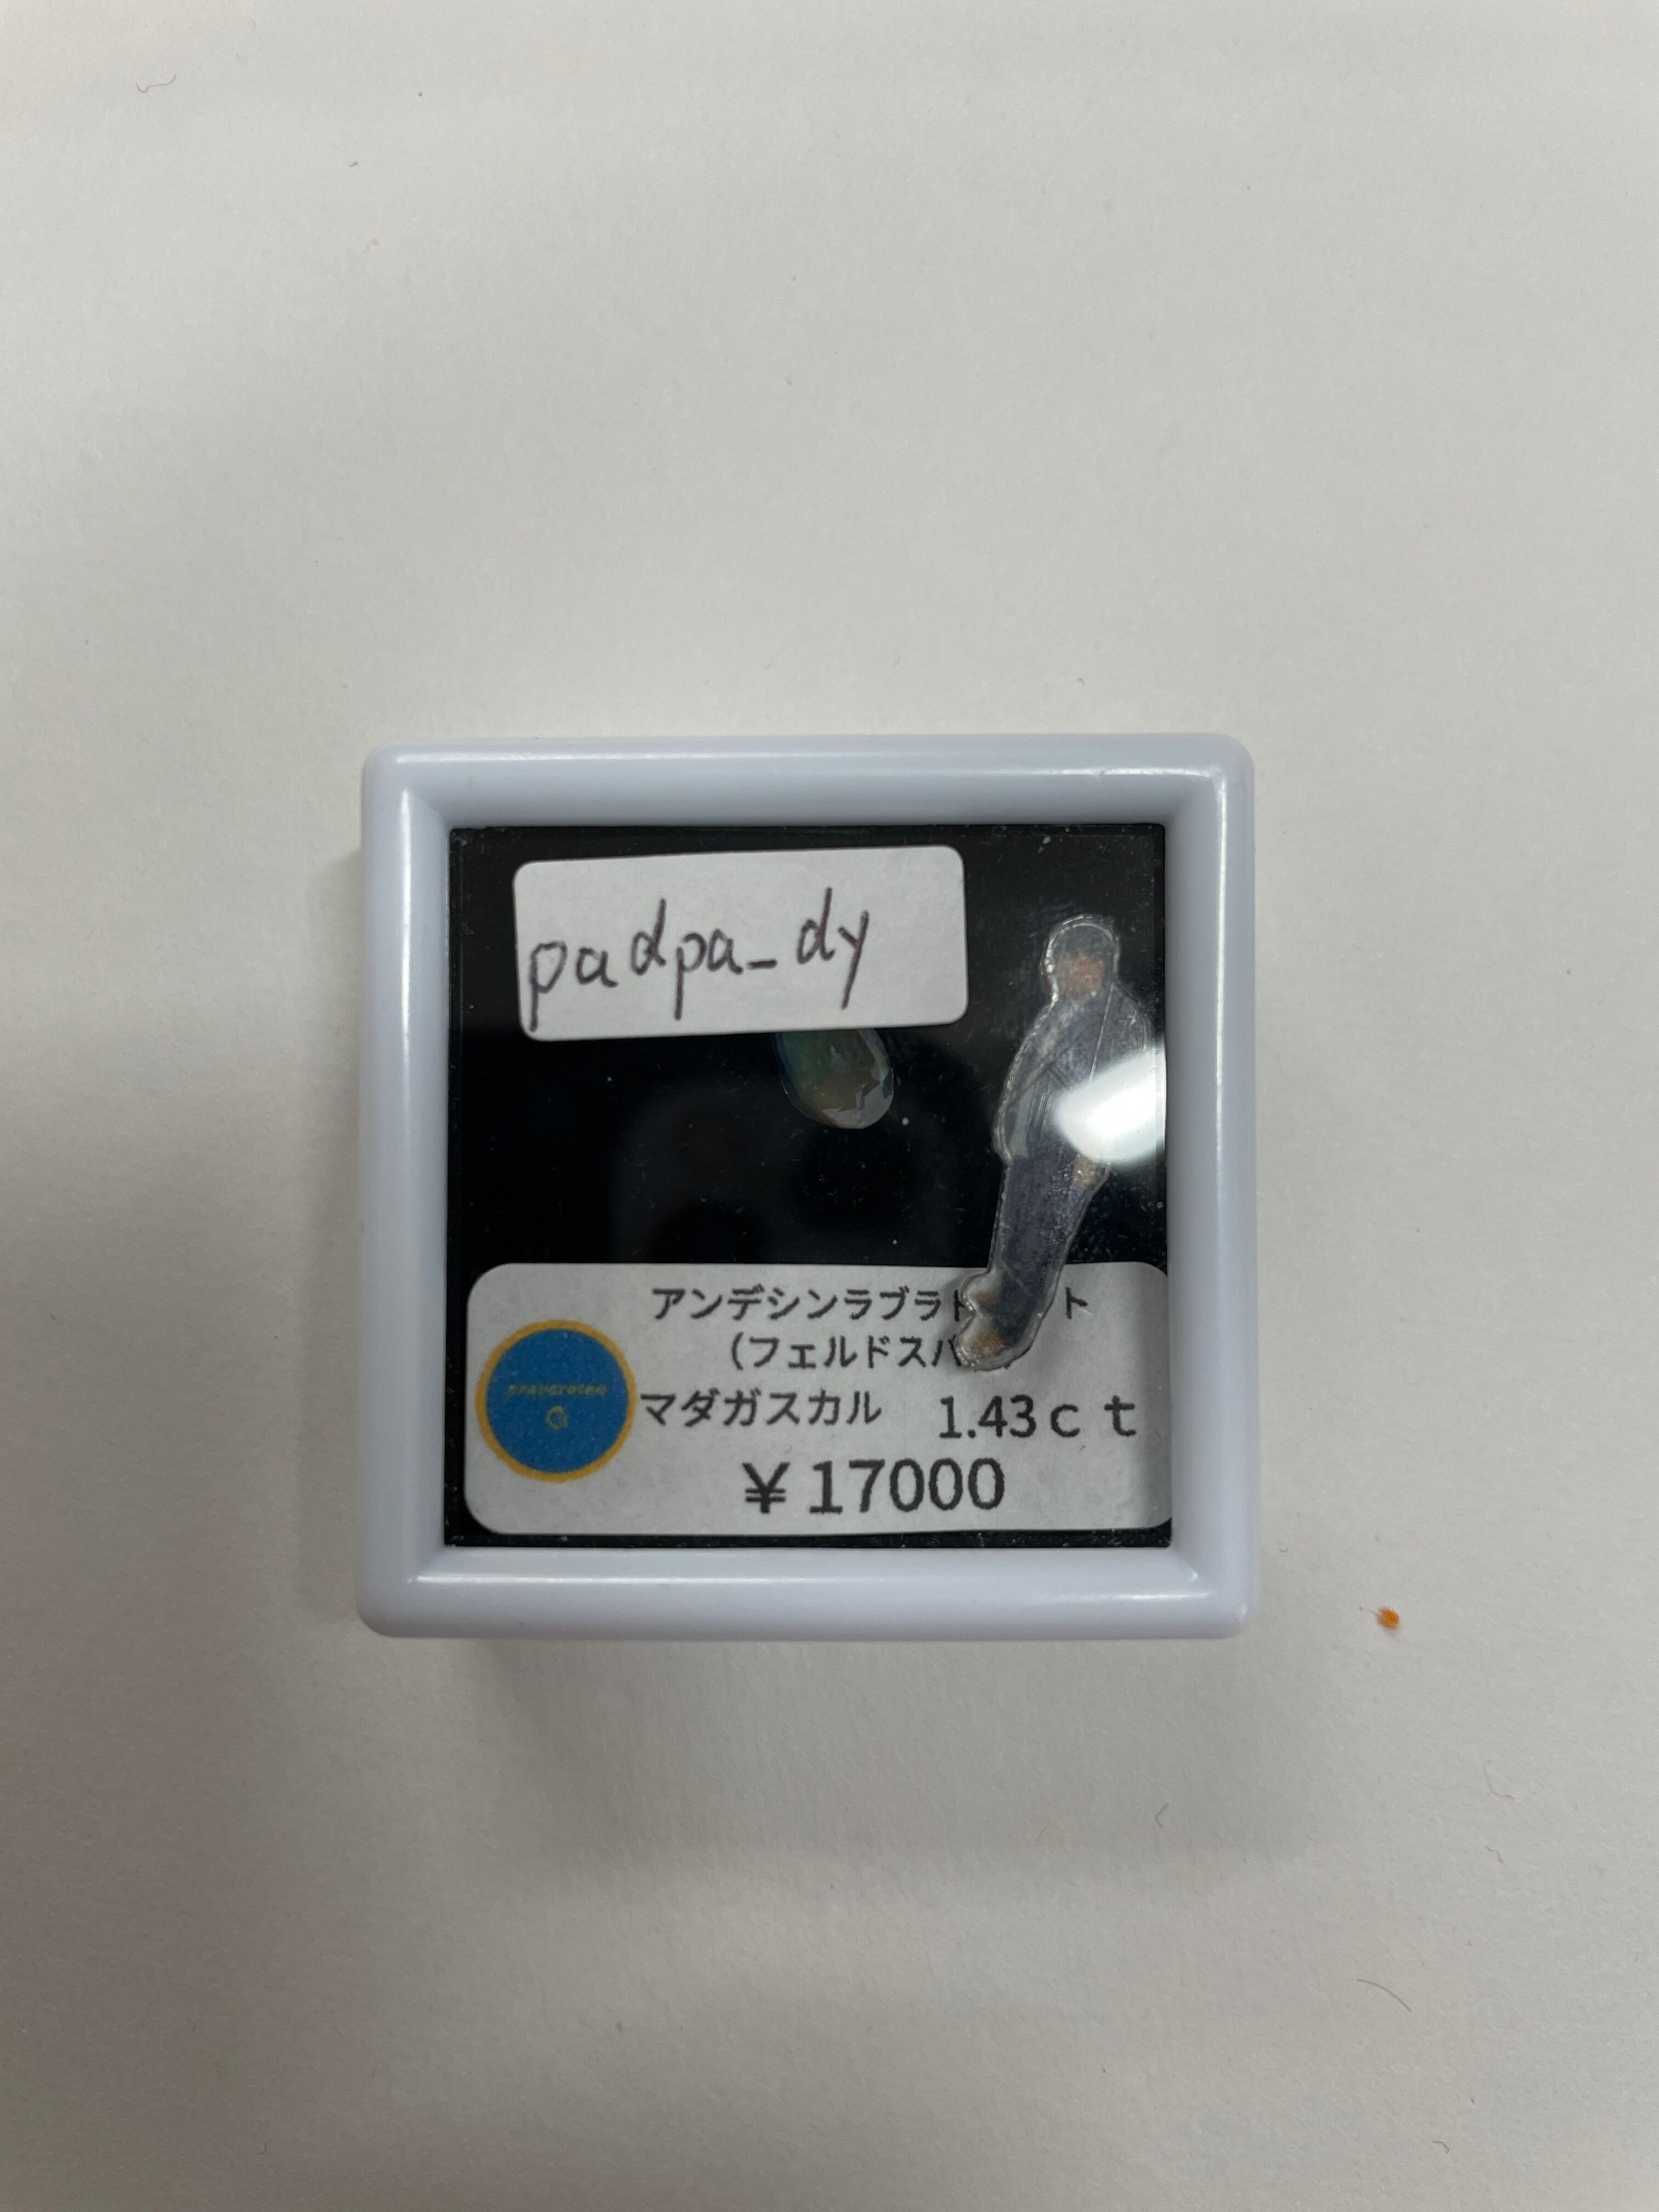 padpa_dy
アンデシンラブラド ト
(フェルドスパ
マダガスカル 1.43ct
¥17000